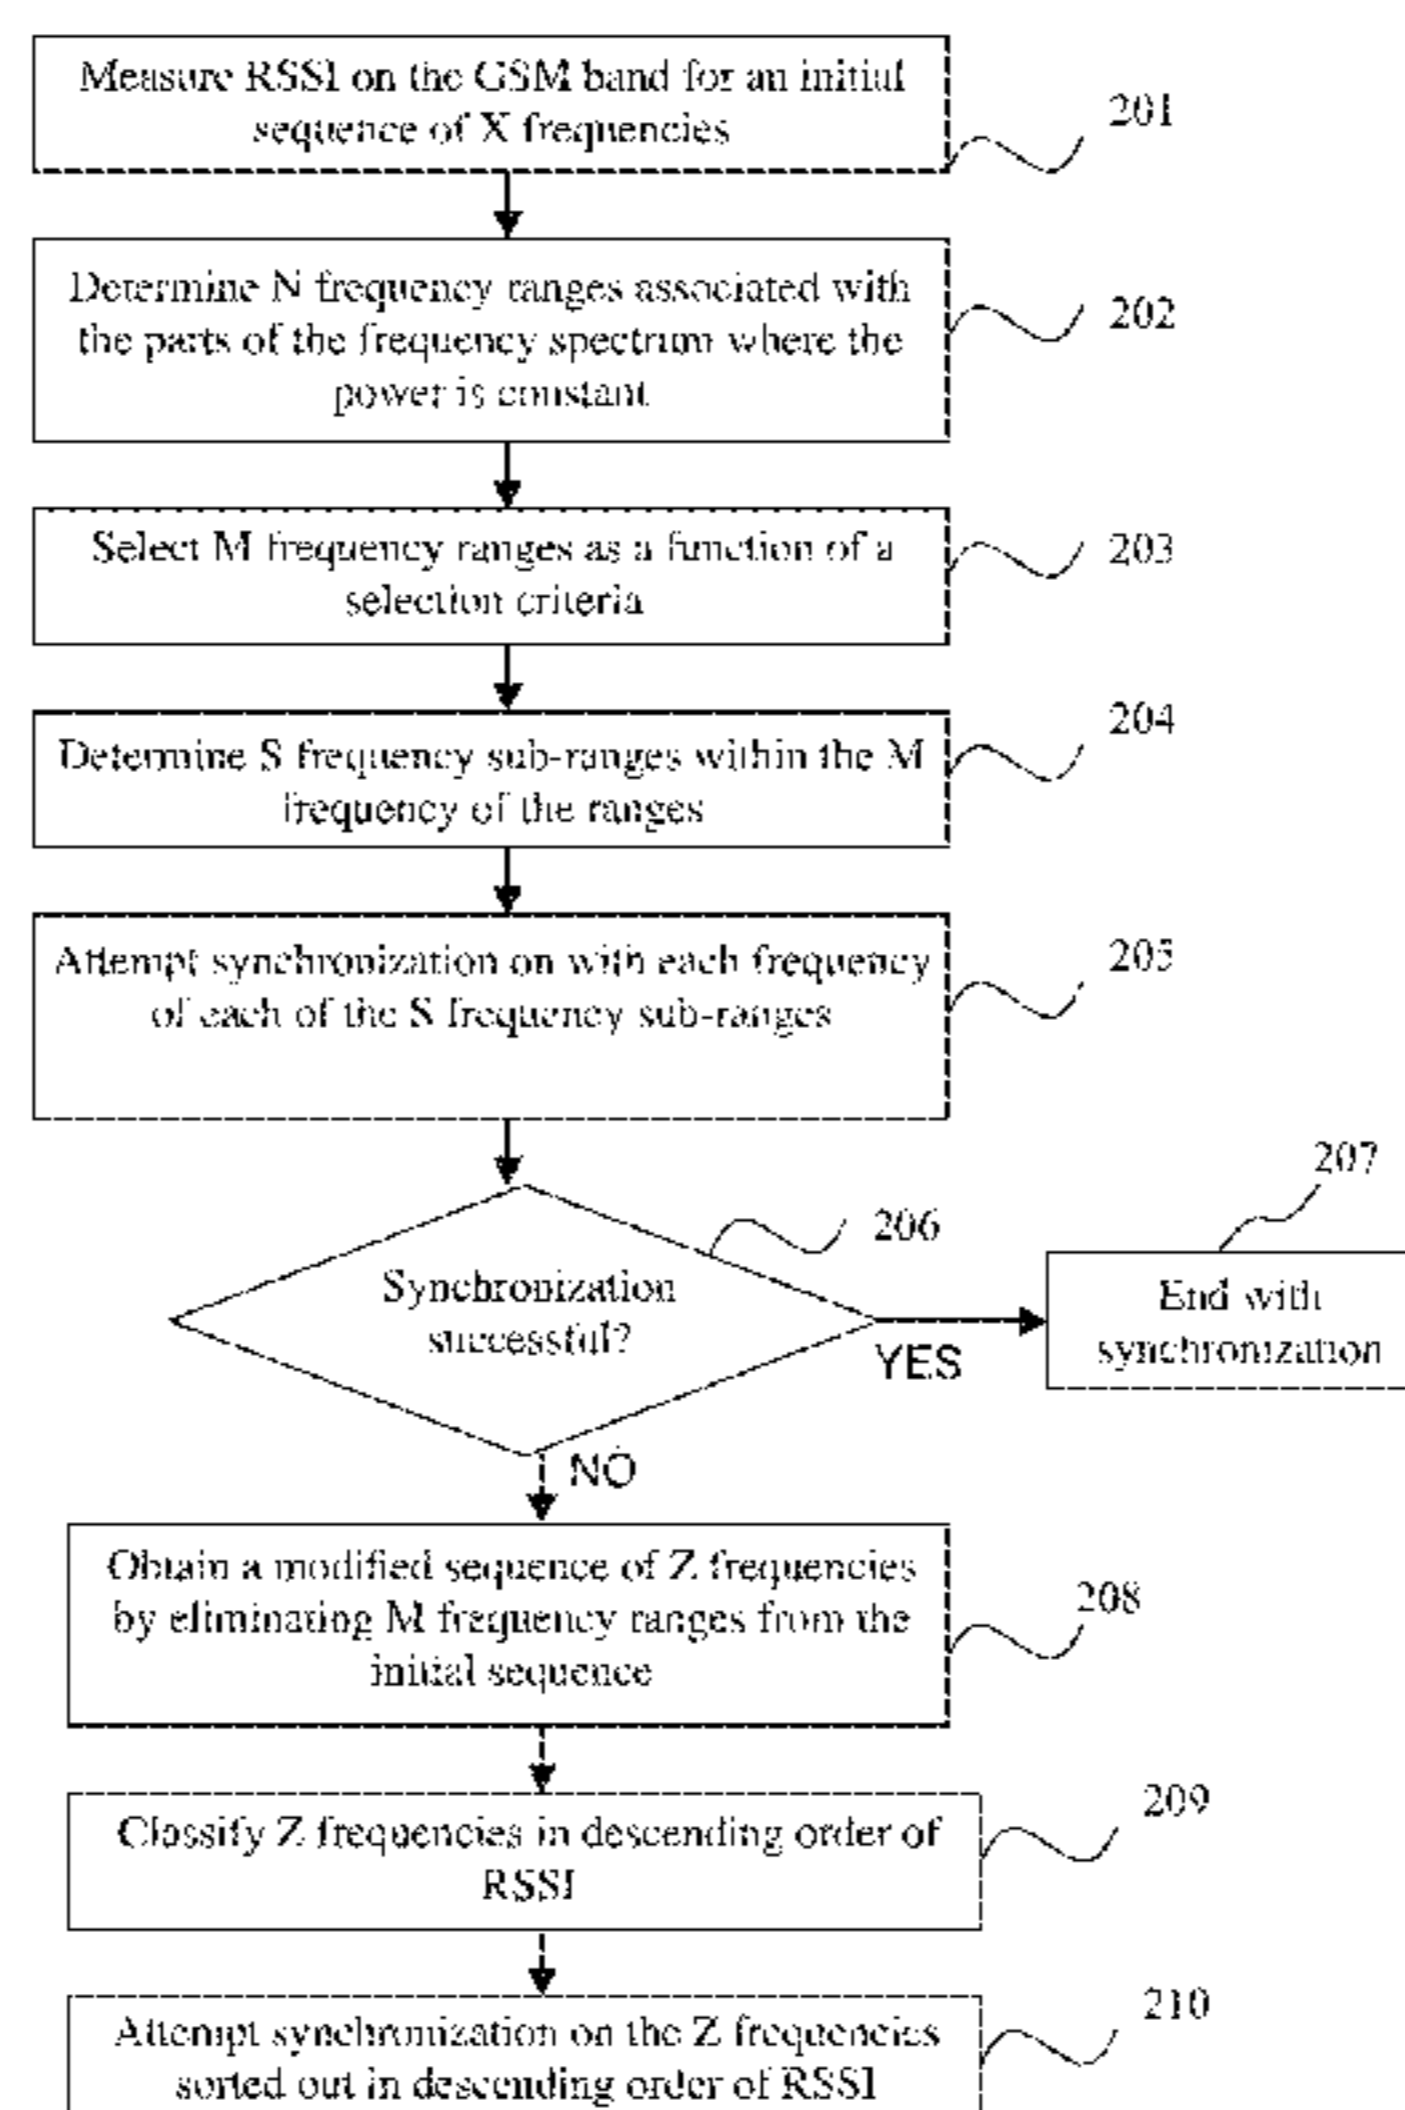 Measure RSSI on the GSM band for an initial
sequence of X frequencies
201
Determine N frequency ranges associated with
the parts of the frequency spectrum where the
power is constant
202
Select M frequency ranges as a function of a
selection criteria
203
Determine S frequency sub-ranges within the M
frequency of the ranges
204
Attempt synchronization on with each frequency
of each of the S frequency sub-ranges
205
Synchronization
successful?
206
YES
207
End with
synchronization
NO
Obtain a modified sequence of Z frequencies
by eliminating M frequency ranges from the
initial sequence
208
Classify Z frequencies in descending order of
RSSI
209
Attempt synchronization on the Z frequencies
sorted out in descending order of RSSI
210